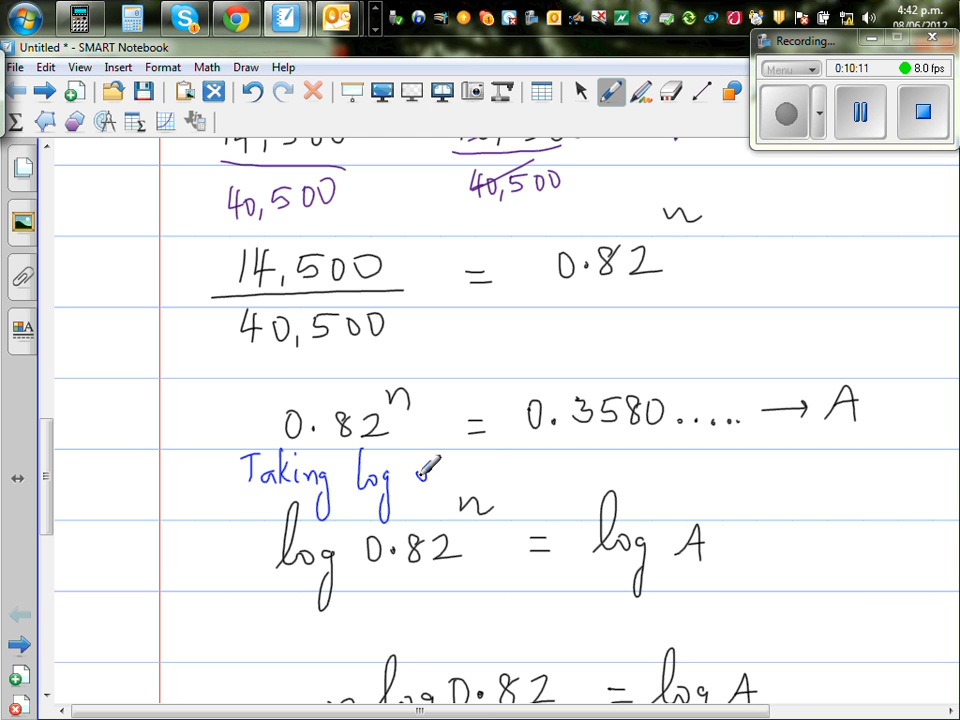 4:42 p.m.
08/06/2012
Untitled * - SMART Notebook
Recording...
File Edit View Insert Format Math Draw Help
Menu 0:10:11 8.0 fps
40,500 40,500
14,500 = 0.82^n
40,500
0.82^n = 0.3580..... → A
Taking log
log 0.82^n = log A
n log 0.82 = log A